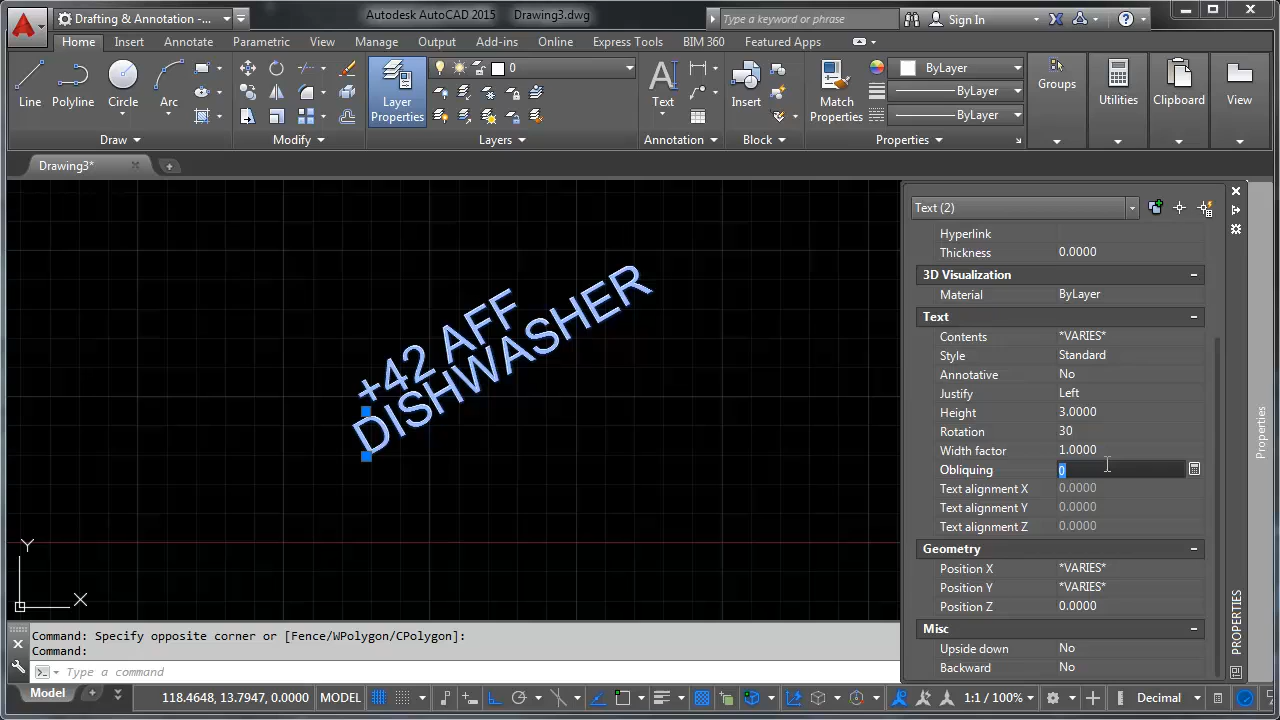 Drafting & Annotation -...
Autodesk AutoCAD 2015 Drawing3.dwg
Type a keyword or phrase
Sign In
Home Insert Annotate Parametric View Manage Output Add-ins Online Express Tools BIM 360 Featured Apps
0
ByLayer
ByLayer
ByLayer
Line Polyline Circle Arc
Layer
Properties
Text
Insert
Match
Properties
Groups Utilities Clipboard View
Draw Modify Layers Annotation Block Properties
Drawing3*
+42 AFF
DISHWASHER
Y
X
Text (2)
Hyperlink
Thickness 0.0000
3D Visualization
Material ByLayer
Text
Contents *VARIES*
Style Standard
Annotative No
Justify Left
Height 3.0000
Rotation 30
Width factor 1.0000
Obliquing 0
Text alignment X 0.0000
Text alignment Y 0.0000
Text alignment Z 0.0000
Geometry
Position X *VARIES*
Position Y *VARIES*
Position Z 0.0000
Misc
Upside down No
Backward No
Properties
PROPERTIES
Command: Specify opposite corner or [Fence/WPolygon/CPolygon]:
Command:
Type a command
Model
118.4648, 13.7947, 0.0000 MODEL 1:1 / 100% Decimal